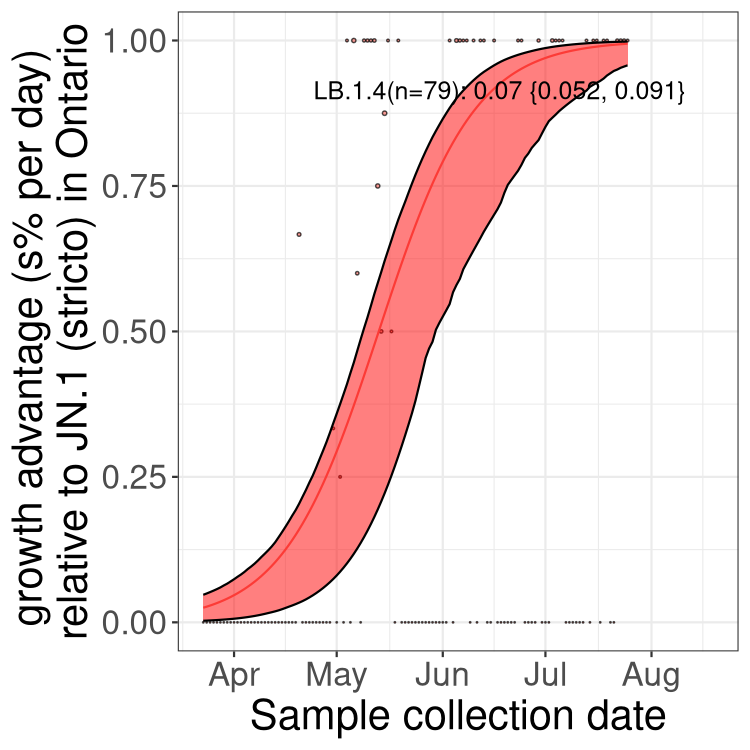 growth advantage (s% per day)
relative to JN.1 (stricto) in Ontario
1.00
0.75
0.50
0.25
0.00
LB.1.4(n=79): 0.07 {0.052, 0.091}
Apr May Jun Jul Aug
Sample collection date